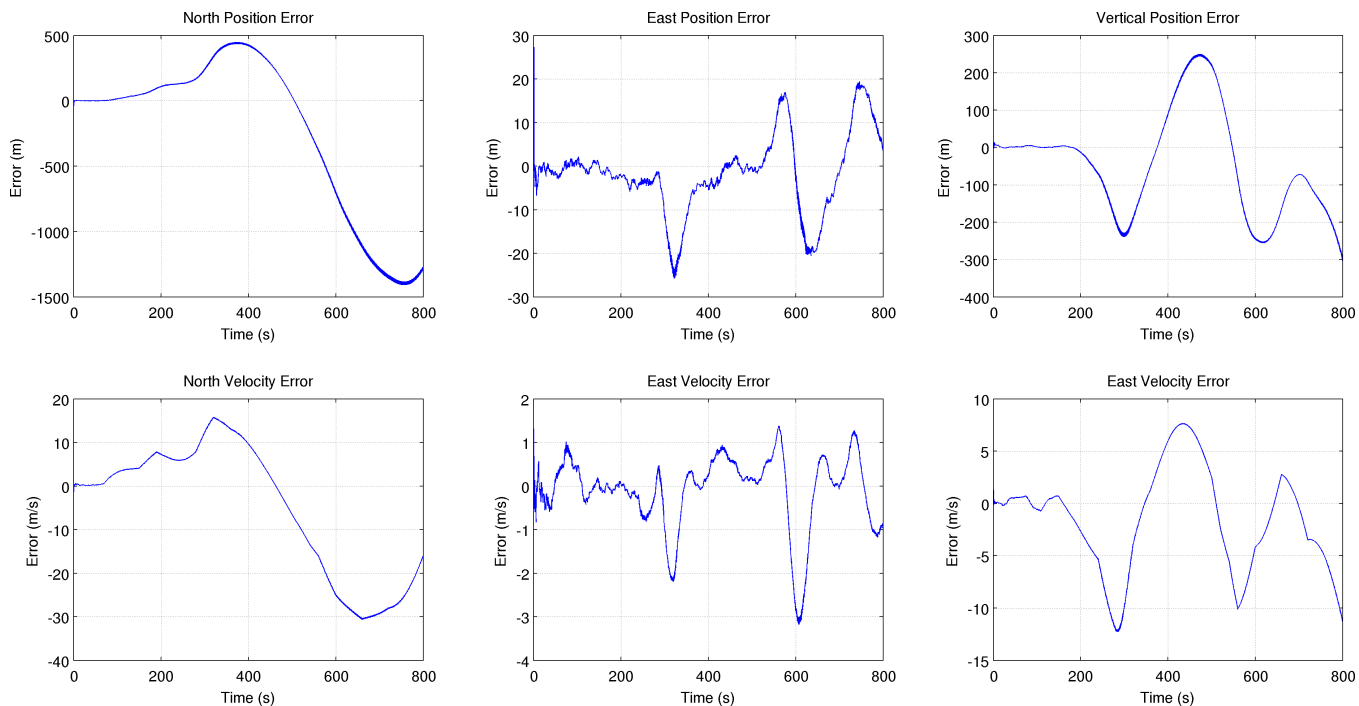 North Position Error
500
0
-500
-1000
-1500
Error (m)
0 200 400 600 800
Time (s)
East Position Error
30
20
10
0
-10
-20
-30
Error (m)
0 200 400 600 800
Time (s)
Vertical Position Error
300
200
100
0
-100
-200
-300
-400
Error (m)
0 200 400 600 800
Time (s)
North Velocity Error
20
10
0
-10
-20
-30
-40
Error (m/s)
0 200 400 600 800
Time (s)
East Velocity Error
2
1
0
-1
-2
-3
-4
Error (m/s)
0 200 400 600 800
Time (s)
East Velocity Error
10
5
0
-5
-10
-15
Error (m/s)
0 200 400 600 800
Time (s)